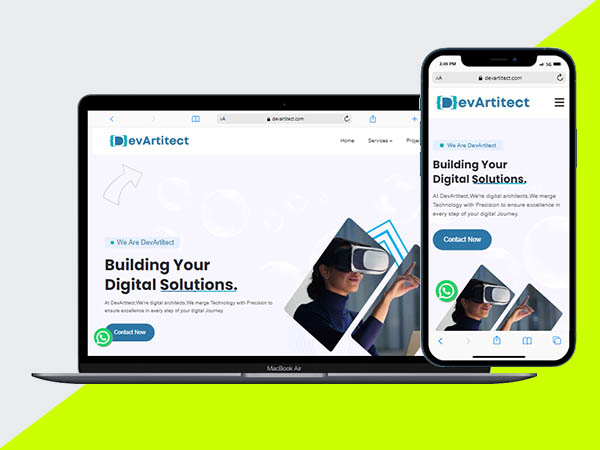 AA devartitect.com
{D}evArtitect
Home Services
We Are DevArtitect
Building Your
Digital Solutions.
At DevArtitect,We're digital architects,We merge Technology with Precision to
ensure excellence in every step of your digital Journey.
Contact Now
MacBook Air
3:49 PM 5G
AA devartitect.com
{D}evArtitect
We Are DevArtitect
Building Your
Digital Solutions.
At DevArtitect,We're digital architects,We merge
Technology with Precision to ensure excellence in
every step of your digital Journey.
Contact Now